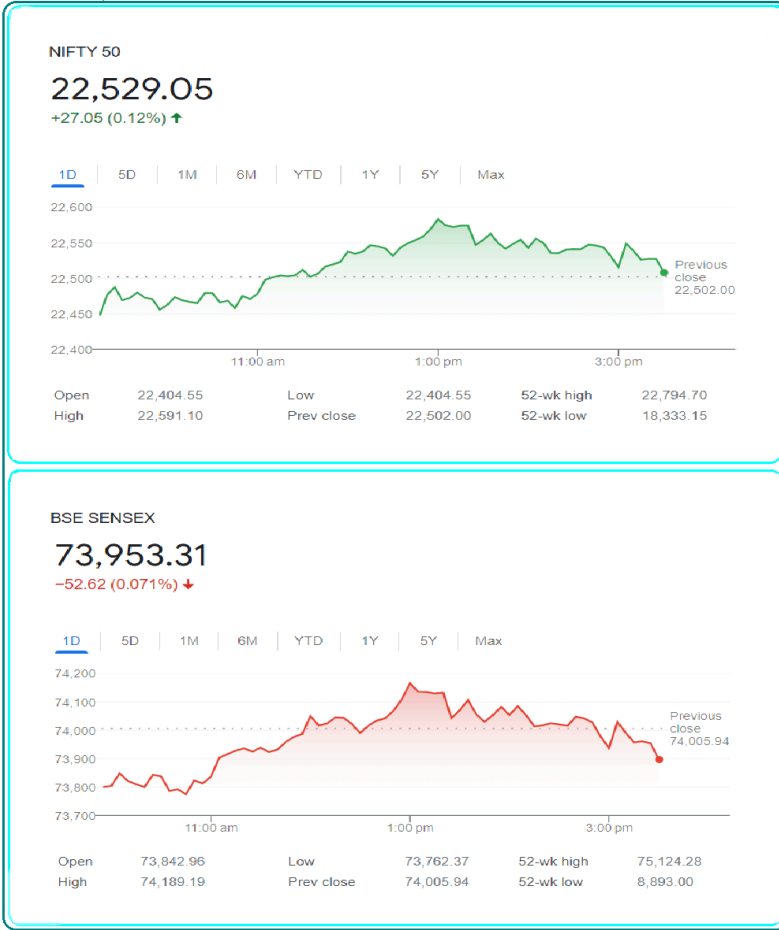 NIFTY 50
22,529.05
+27.05 (0.12%) ↑
1D 5D 1M 6M YTD 1Y 5Y Max
22,600
22,550
22,500
22,450
22,400
Previous
close
22,502.00
11:00 am 1:00 pm 3:00 pm
Open 22,404.55 Low 22,404.55 52-wk high 22,794.70
High 22,591.10 Prev close 22,502.00 52-wk low 18,333.15
BSE SENSEX
73,953.31
−52.62 (0.071%) ↓
1D 5D 1M 6M YTD 1Y 5Y Max
74,200
74,100
74,000
73,900
73,800
73,700
Previous
close
74,005.94
11:00 am 1:00 pm 3:00 pm
Open 73,842.96 Low 73,762.37 52-wk high 75,124.28
High 74,189.19 Prev close 74,005.94 52-wk low 8,893.00